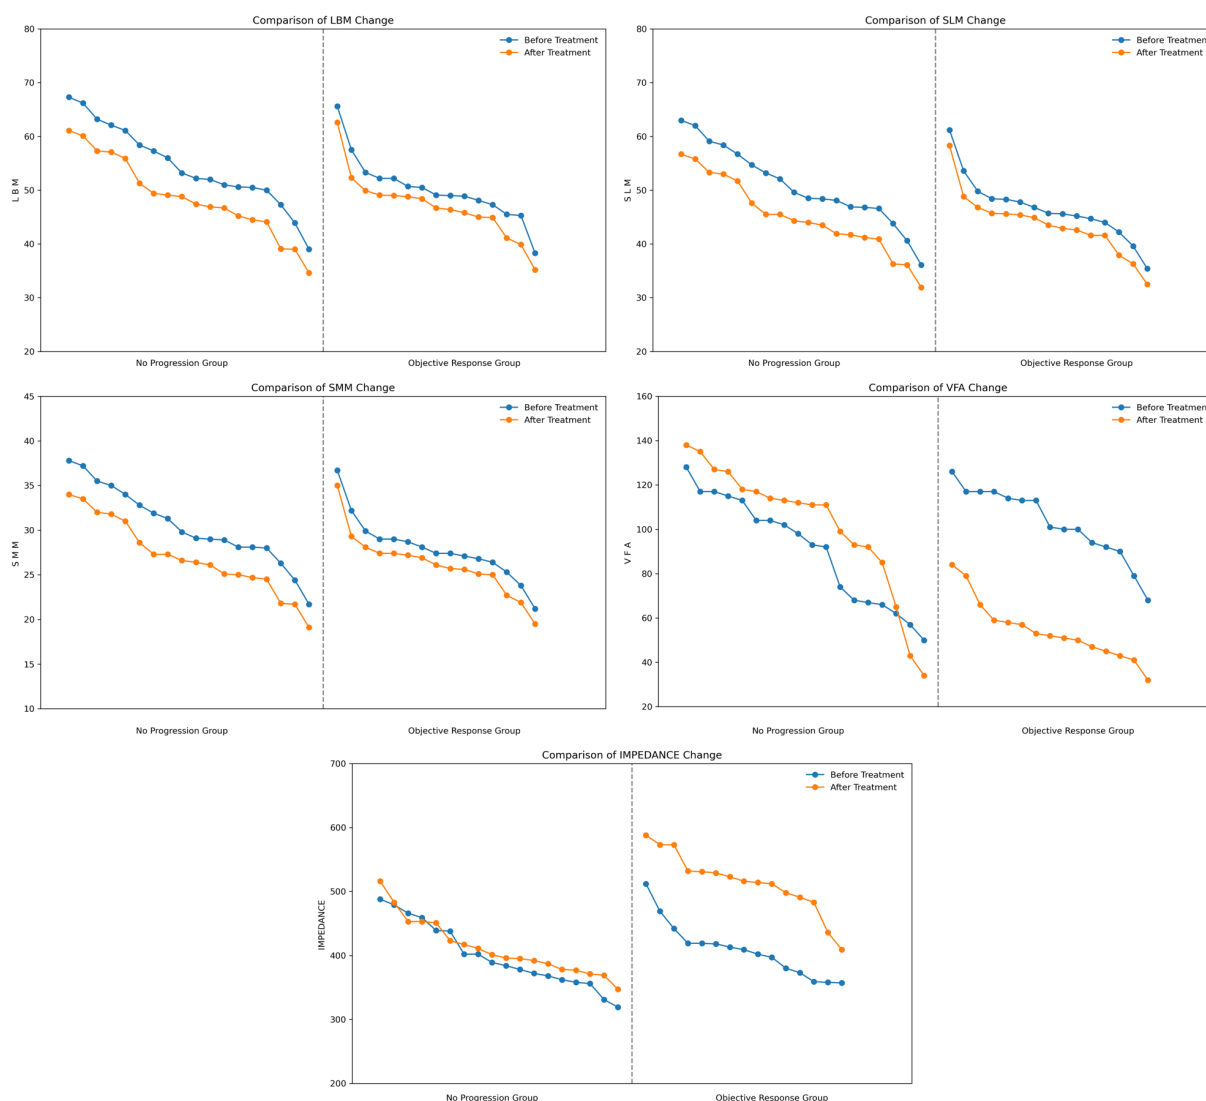 Comparison of LBM Change
80
70
60
50
40
30
20
LBM
Before Treatment
After Treatment
No Progression Group
Objective Response Group
Comparison of SLM Change
80
70
60
50
40
30
20
SLM
Before Treatment
After Treatment
No Progression Group
Objective Response Group
Comparison of SMM Change
45
40
35
30
25
20
15
10
SMM
Before Treatment
After Treatment
No Progression Group
Objective Response Group
Comparison of VFA Change
160
140
120
100
80
60
40
20
VFA
Before Treatment
After Treatment
No Progression Group
Objective Response Group
Comparison of IMPEDANCE Change
700
600
500
400
300
200
IMPEDANCE
Before Treatment
After Treatment
No Progression Group
Objective Response Group